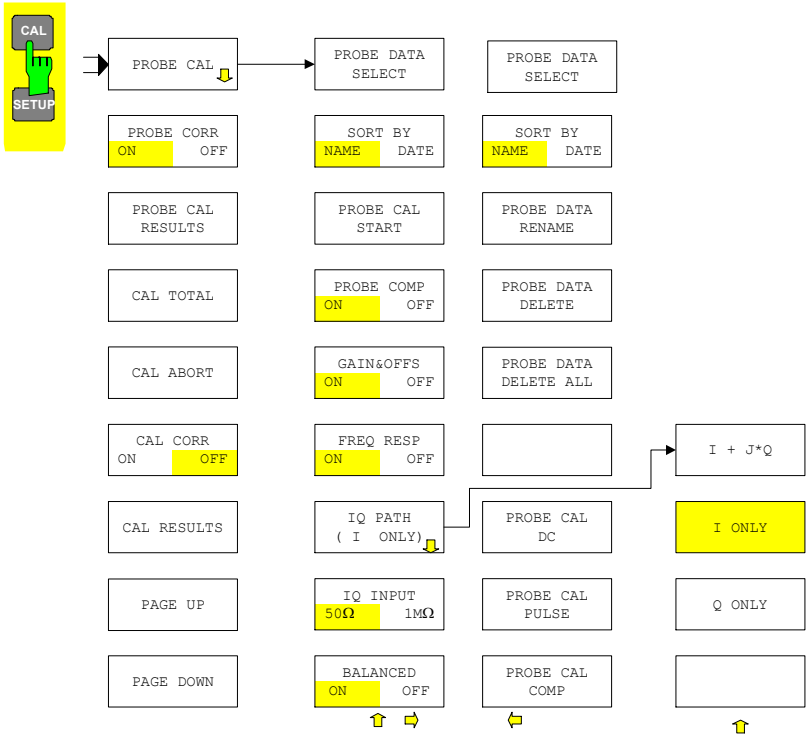 CAL
SETUP
PROBE CAL
PROBE CORR
ON OFF
PROBE CAL
RESULTS
CAL TOTAL
CAL ABORT
CAL CORR
ON OFF
CAL RESULTS
PAGE UP
PAGE DOWN
PROBE DATA
SELECT
SORT BY
NAME DATE
PROBE CAL
START
PROBE COMP
ON OFF
GAIN&OFFS
ON OFF
FREQ RESP
ON OFF
IQ PATH
( I ONLY)
IQ INPUT
50Ω 1MΩ
BALANCED
ON OFF
PROBE DATA
SELECT
SORT BY
NAME DATE
PROBE DATA
RENAME
PROBE DATA
DELETE
PROBE DATA
DELETE ALL
PROBE CAL
DC
PROBE CAL
PULSE
PROBE CAL
COMP
I + J*Q
I ONLY
Q ONLY